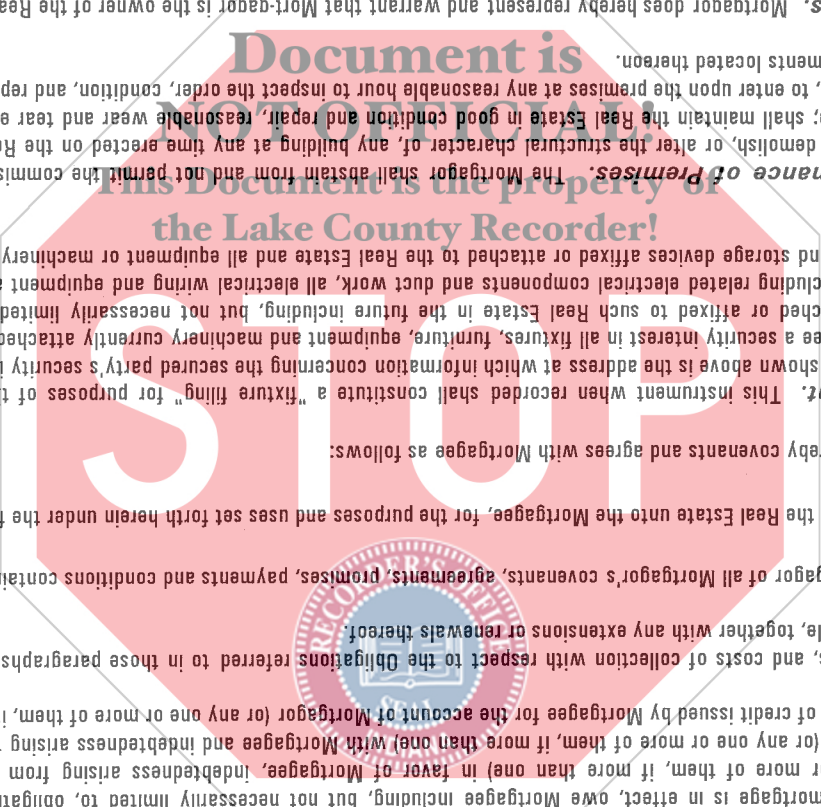 mortgage is in effect, owe Mortgagee including, but not necessarily limited to, obligatio
r more of them, if more than one) in favor of Mortgagee, indebtedness arising from
(or any one or more of them, if more than one) with Mortgagee and indebtedness arising
of credit issued by Mortgagee for the account of Mortgagor (or any one or more of them, i
s, and costs of collection with respect to the Obligations referred to in those paragraphs
le, together with any extensions or renewals thereof.
gagor of all Mortgagor's covenants, agreements, promises, payments and conditions contain
the Real Estate unto the Mortgagee, for the purposes and uses set forth herein under the f
reby covenants and agrees with Mortgagee as follows:
t. This instrument when recorded shall constitute a "fixture filing" for purposes of t
shown above is the address at which information concerning the secured party's security i
ee a security interest in all fixtures, furniture, equipment and machinery currently attached
ched or affixed to such Real Estate in the future including, but not necessarily limited
cluding related electrical components and duct work, all electrical wiring and equipment
nd storage devices affixed or attached to the Real Estate and all equipment or machinery
nance of Premises. The Mortgagor shall abstain from and not permit the commis
demolish, or alter the structural character of, any building at any time erected on the Re
e; shall maintain the Real Estate in good condition and repair, reasonable wear and tear e
, to enter upon the premises at any reasonable hour to inspect the order, condition, and rep
ments located thereon.
s. Mortgagor does hereby represent and warrant that Mort-gagor is the owner of the Rea
Document is
NOT OFFICIAL!
This Document is the property of
the Lake County Recorder!
STOP
RECORDER'S OFFICE
SEAL
INDIANA